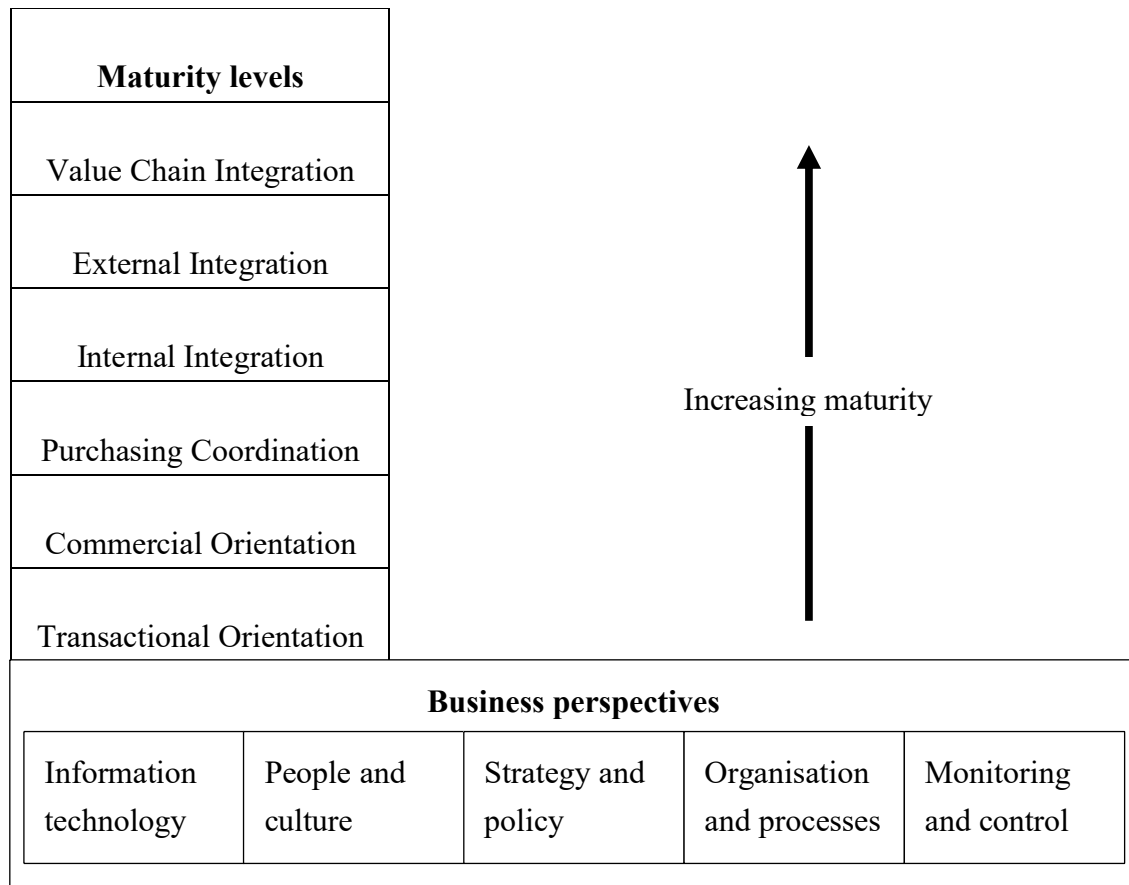 Maturity levels
Value Chain Integration
External Integration
Internal Integration
Increasing maturity
Purchasing Coordination
Commercial Orientation
Transactional Orientation
Business perspectives
Information
technology
People and
culture
Strategy and
policy
Organisation
and processes
Monitoring
and control